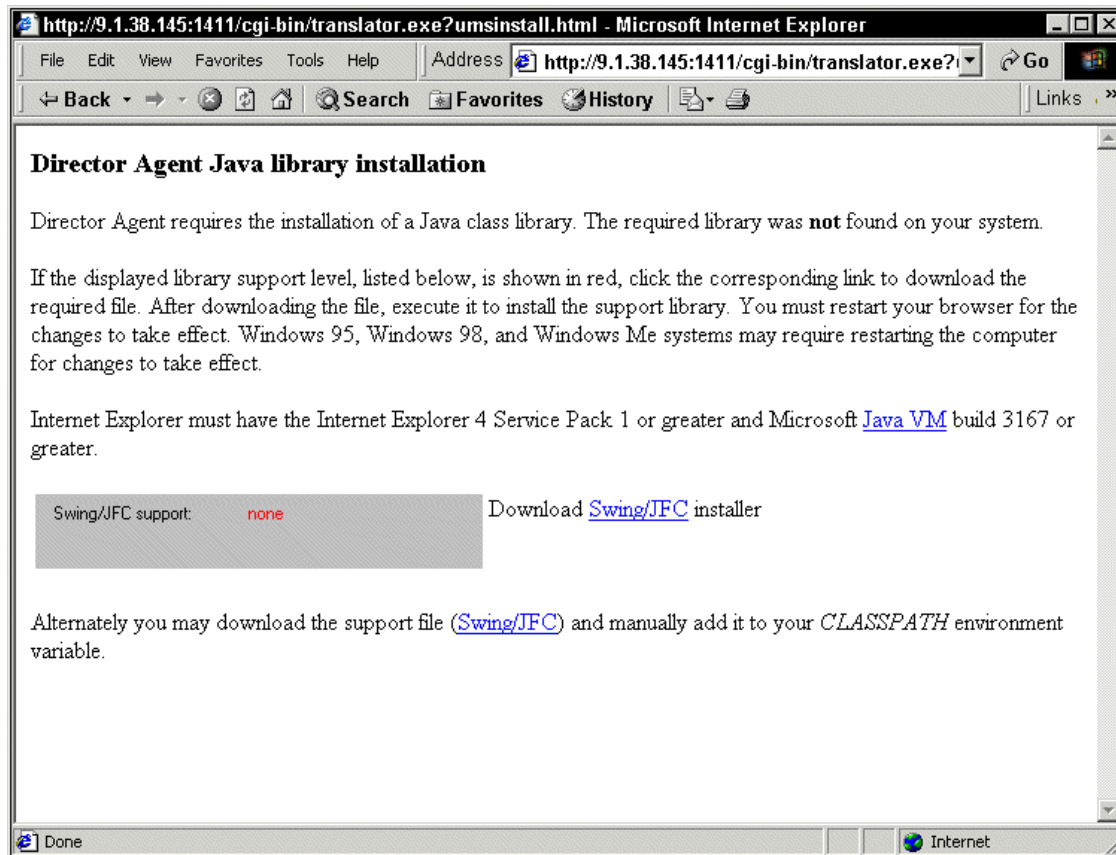 http://9.1.38.145:1411/cgi-bin/translator.exe?umsinstall.html - Microsoft Internet Explorer
File Edit View Favorites Tools Help Address http://9.1.38.145:1411/cgi-bin/translator.exe? Go
Back Search Favorites History Links »
Director Agent Java library installation
Director Agent requires the installation of a Java class library. The required library was not found on your system.
If the displayed library support level, listed below, is shown in red, click the corresponding link to download the
required file. After downloading the file, execute it to install the support library. You must restart your browser for the
changes to take effect. Windows 95, Windows 98, and Windows Me systems may require restarting the computer
for changes to take effect.
Internet Explorer must have the Internet Explorer 4 Service Pack 1 or greater and Microsoft Java VM build 3167 or
greater.
Swing/JFC support: none Download Swing/JFC installer
Alternately you may download the support file (Swing/JFC) and manually add it to your CLASSPATH environment
variable.
Done Internet